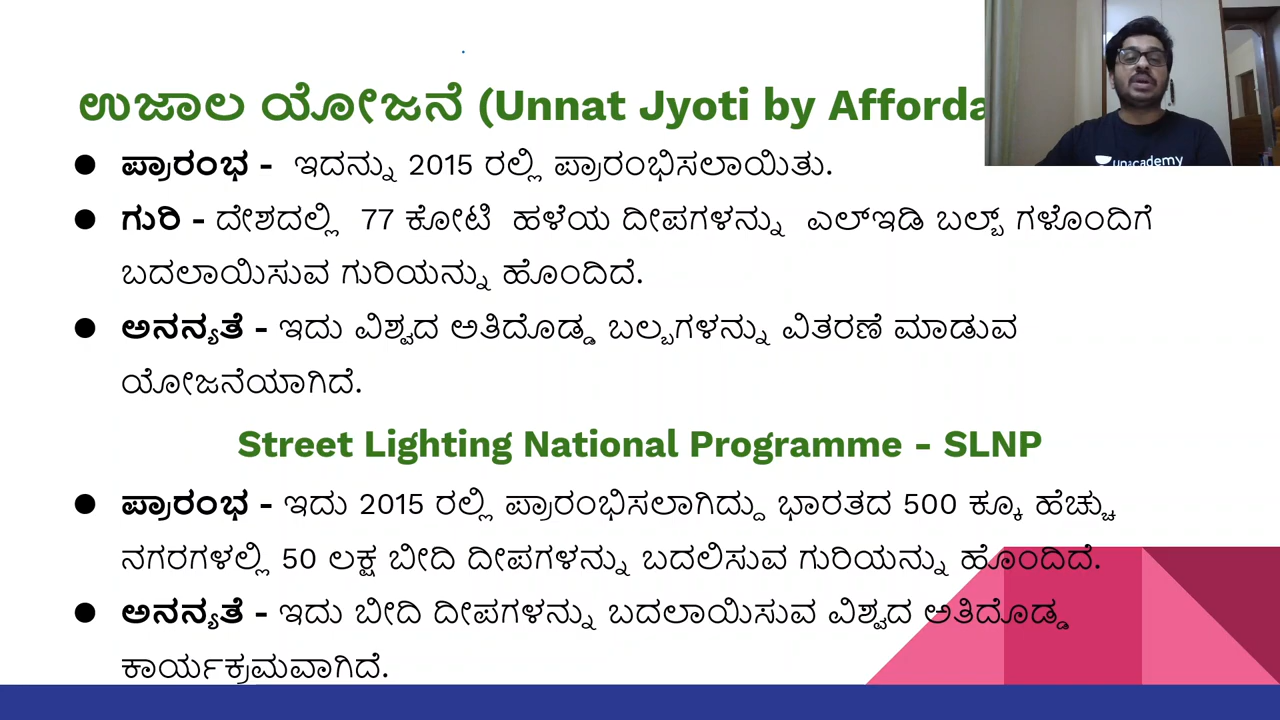 ಉಜಾಲ ಯೋಜನೆ (Unnat Jyoti by
● ಪ್ರಾರಂಭ - ಇದನ್ನು 2015 ರಲ್ಲಿ ಪ್ರಾರಂಭಿಸಲಾಯಿತು.
unacademy
● ಗುರಿ - ದೇಶದಲ್ಲಿ 77 ಕೋಟಿ ಹಳೆಯ ದೀಪಗಳನ್ನು ಎಲ್ಇಡಿ ಬಲ್ಬ್ ಗಳೊಂದಿಗೆ
ಬದಲಾಯಿಸುವ ಗುರಿಯನ್ನು ಹೊಂದಿದೆ.
● ಅನನ್ಯತೆ - ಇದು ವಿಶ್ವದ ಅತಿದೊಡ್ಡ ಬಲ್ಬಗಳನ್ನು ವಿತರಣೆ ಮಾಡುವ
ಯೋಜನೆಯಾಗಿದೆ.
Street Lighting National Programme - SLNP
● ಪ್ರಾರಂಭ - ಇದು 2015 ರಲ್ಲಿ ಪ್ರಾರಂಭಿಸಲಾಗಿದ್ದು ಭಾರತದ 500 ಕ್ಕೂ ಹೆಚ್ಚು
ನಗರಗಳಲ್ಲಿ 50 ಲಕ್ಷ ಬೀದಿ ದೀಪಗಳನ್ನು ಬದಲಿಸುವ ಗುರಿಯನ್ನು ಹೊಂದಿದೆ.
● ಅನನ್ಯತೆ - ಇದು ಬೀದಿ ದೀಪಗಳನ್ನು ಬದಲಾಯಿಸುವ ವಿಶ್ವದ ಅತಿದೊಡ್ಡ
ಕಾರ್ಯಕ್ರಮವಾಗಿದೆ.